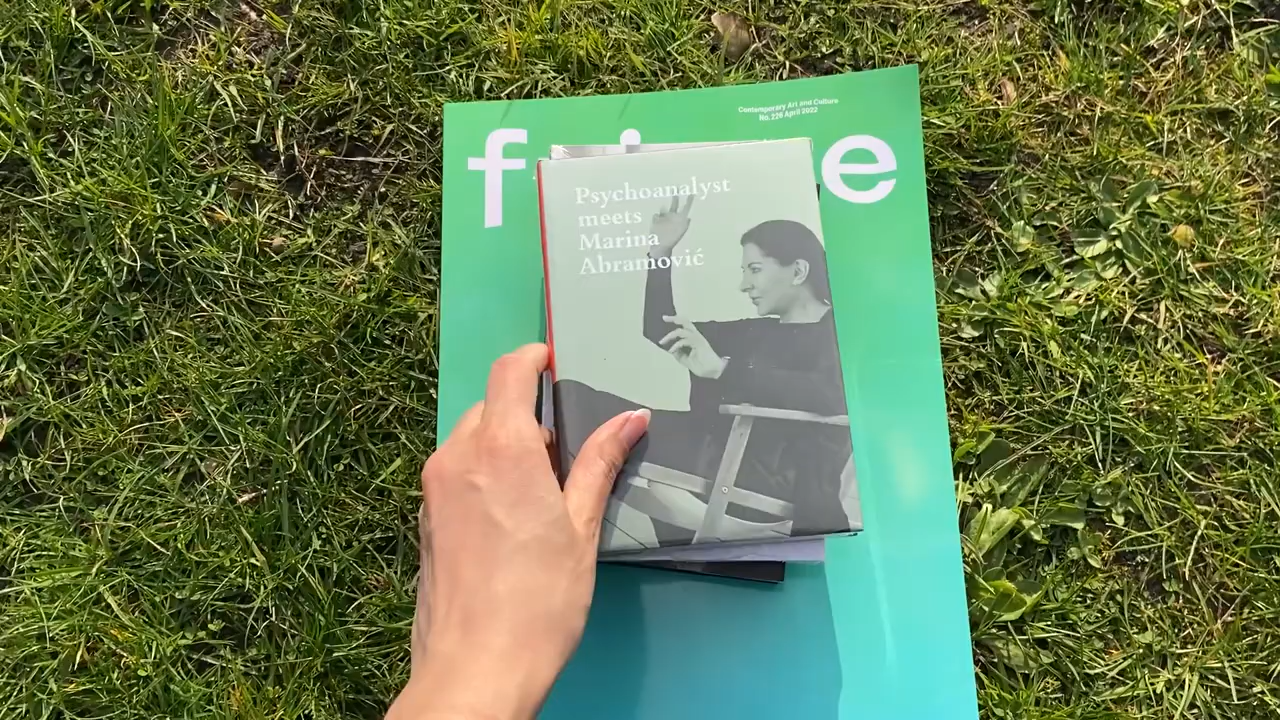 Contemporary Art and Culture
No. 226 April 2022
f i e
Psychoanalyst
meets
Marina
Abramović